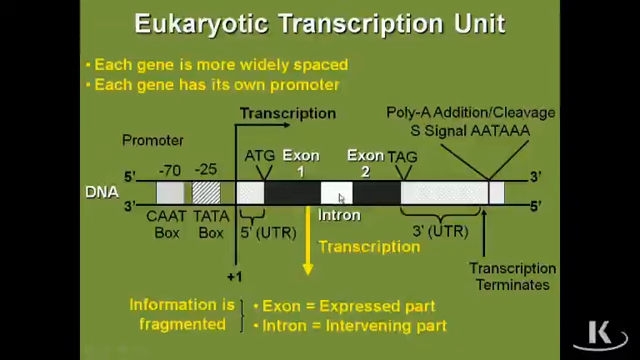 Eukaryotic Transcription Unit
• Each gene is more widely spaced
• Each gene has its own promoter
Transcription
Poly-A Addition/Cleavage
S Signal AATAAA
Promoter
-70 -25
ATG
Exon
1
Exon
2
TAG
5' 3'
DNA
3' 5'
CAAT
Box
TATA
Box
5' (UTR)
Intron
3' (UTR)
Transcription
+1
Transcription
Terminates
Information is
fragmented
• Exon = Expressed part
• Intron = Intervening part
K